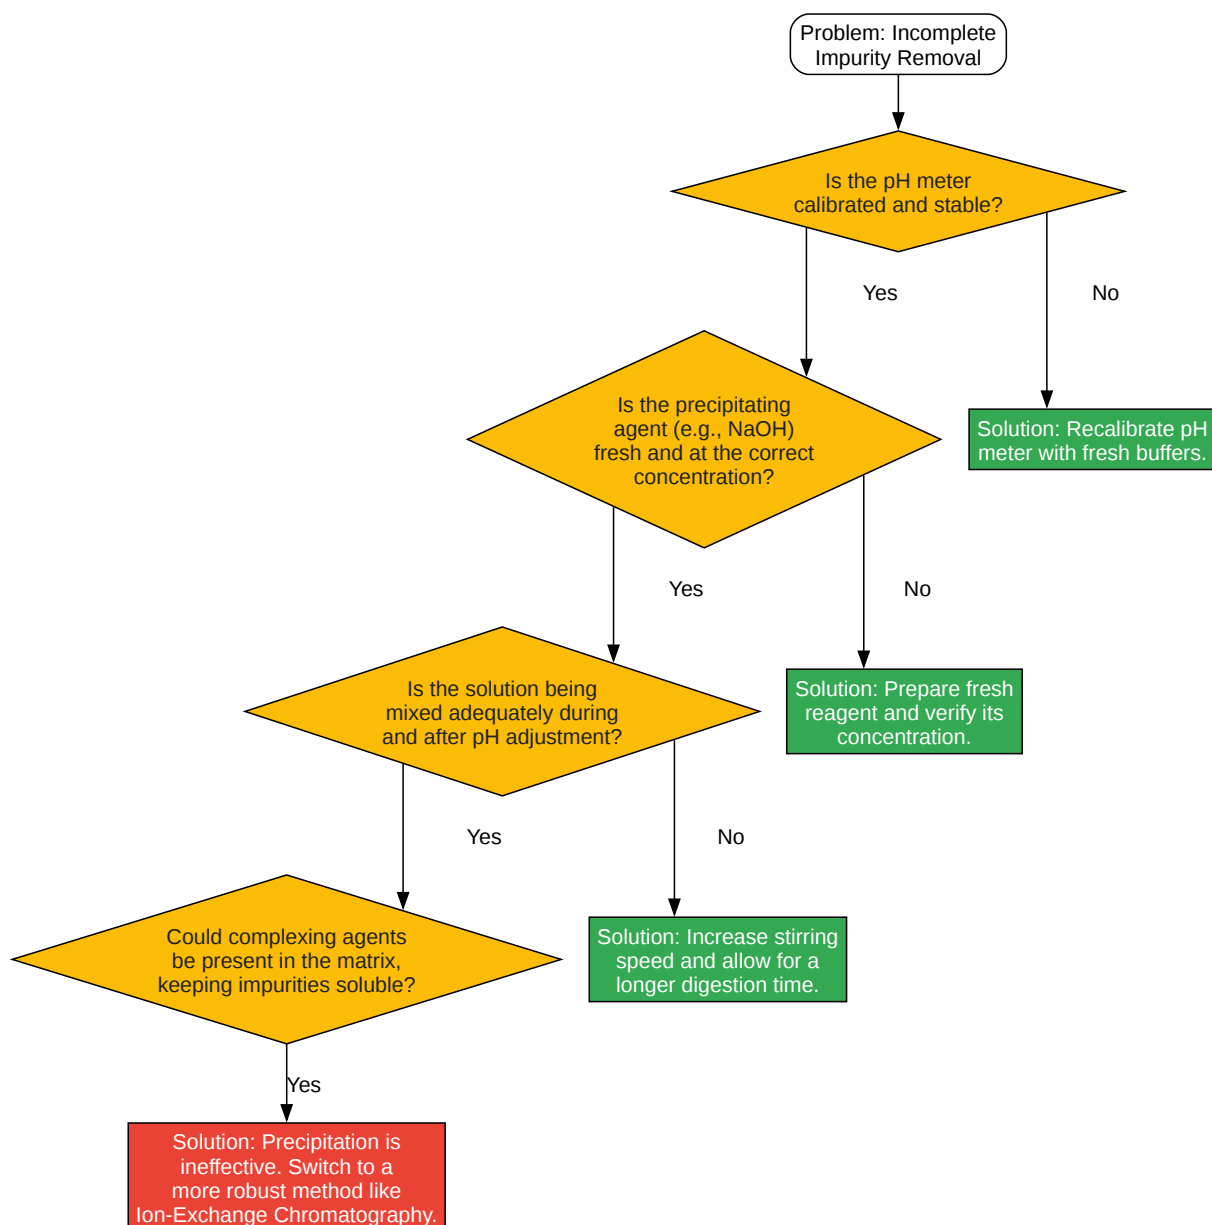 Problem: Incomplete
Impurity Removal
Is the pH meter
calibrated and stable?
Yes
No
Is the precipitating
agent (e.g., NaOH)
fresh and at the correct
concentration?
Solution: Recalibrate pH
meter with fresh buffers.
Yes
No
Is the solution being
mixed adequately during
and after pH adjustment?
Solution: Prepare fresh
reagent and verify its
concentration.
Yes
No
Could complexing agents
be present in the matrix,
keeping impurities soluble?
Solution: Increase stirring
speed and allow for a
longer digestion time.
Yes
Solution: Precipitation is
ineffective. Switch to a
more robust method like
Ion-Exchange Chromatography.